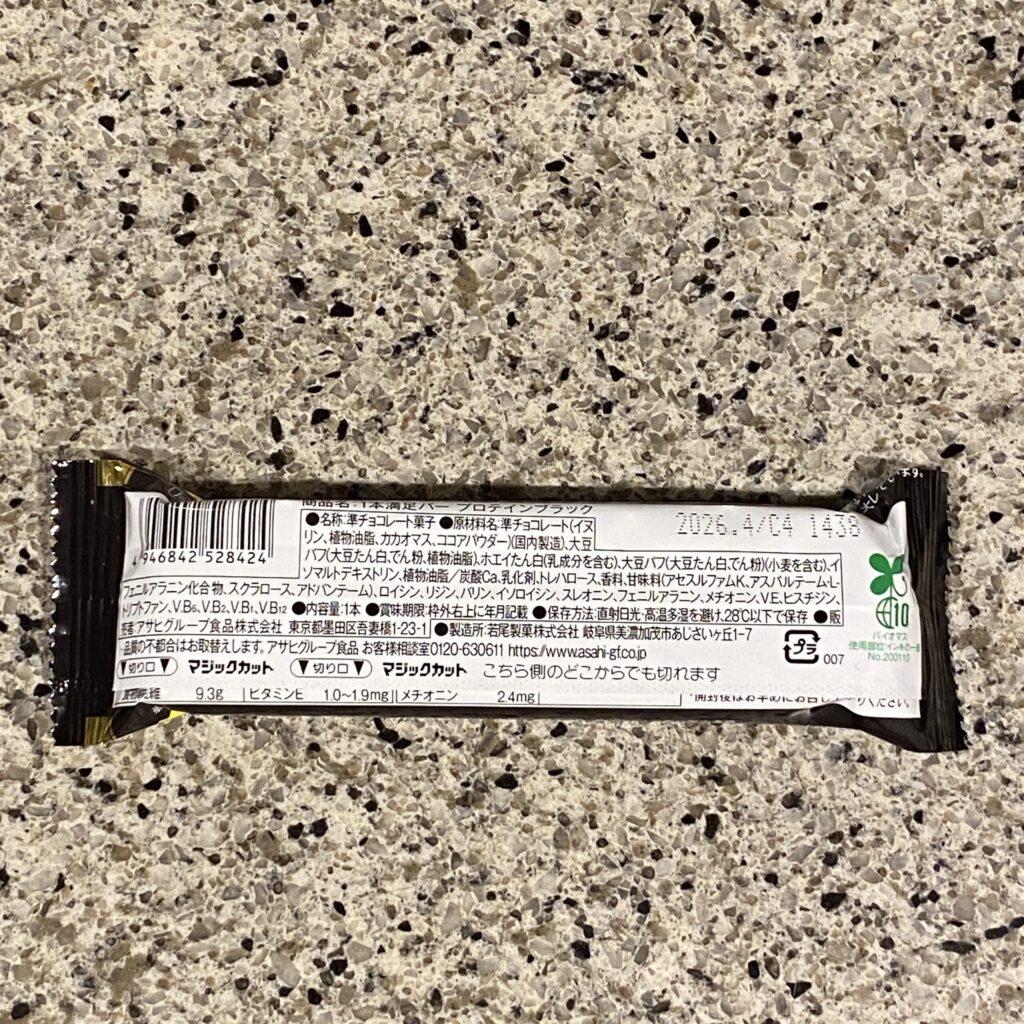 商品名:1本満足バー プロテインブラック
●名称:準チョコレート菓子 ●原材料名:準チョコレート(イヌ
リン、植物油脂、カカオマス、ココアパウダー)(国内製造)、大豆
パフ(大豆たん白、でん粉、植物油脂)、ホエイたん白(乳成分を含む)、大豆パフ(大豆たん白、でん粉)(小麦を含む)、イ
ソマルトデキストリン、植物油脂/炭酸Ca、乳化剤、トレハロース、香料、甘味料(アセスルファムK、アスパルテーム・L-
フェニルアラニン化合物、スクラロース、アドバンテーム)、ロイシン、リジン、バリン、イソロイシン、スレオニン、フェニルアラニン、メチオニン、V.E、ヒスチジン、
トリプトファン、V.B6、V.B2、V.B1、V.B12 ●内容量:1本 ●賞味期限:枠外右上に年月記載 ●保存方法:直射日光・高温多湿を避け、28℃以下で保存 ●販
売者:アサヒグループ食品株式会社 東京都墨田区吾妻橋1-23-1 ●製造所:若尾製菓株式会社 岐阜県美濃加茂市あじさいヶ丘1-7
品質の不都合はお取替えします。アサヒグループ食品 お客様相談室0120-630611 https://www.asahi-gf.co.jp
▽切り口▽ マジックカット ▽切り口▽ マジックカット こちら側のどこからでも切れます
9.3g ビタミンE 1.0~1.9mg メチオニン 2.4mg
4 946842 528424
2026.4/C4 1438
プラ
007
バイオマス
No.200110